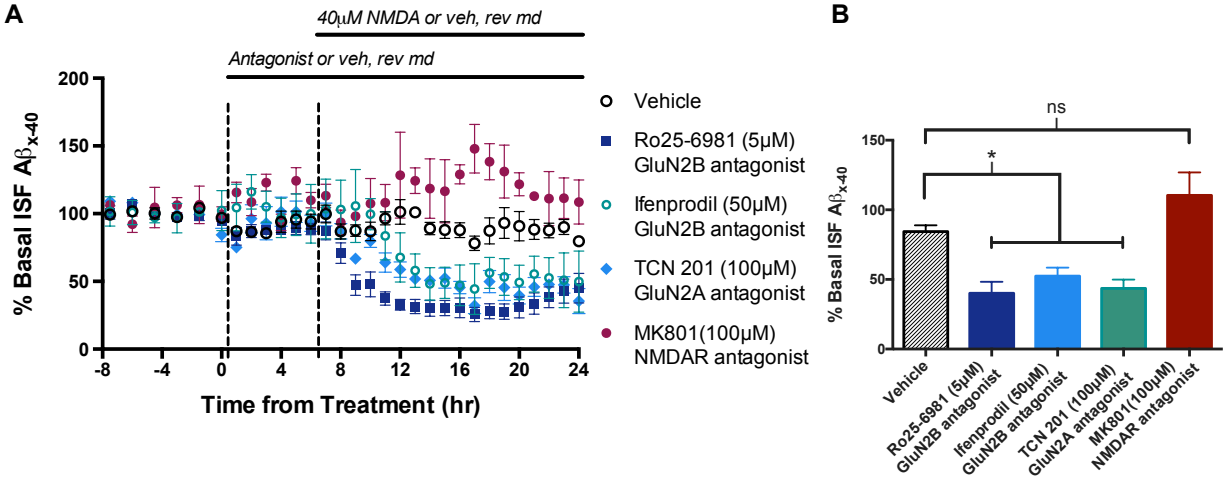 A
40μM NMDA or veh, rev md
Antagonist or veh, rev md
% Basal ISF Aβx-40
200
150
100
50
0
-8
-4
0
4
8
12
16
20
24
Time from Treatment (hr)
Vehicle
Ro25-6981 (5μM)
GluN2B antagonist
Ifenprodil (50μM)
GluN2B antagonist
TCN 201 (100μM)
GluN2A antagonist
MK801(100μM)
NMDAR antagonist
B
ns
*
% Basal ISF Aβx-40
150
100
50
0
Vehicle
Ro25-6981 (5μM)
GluN2B antagonist
Ifenprodil (50μM)
GluN2B antagonist
TCN 201 (100μM)
GluN2A antagonist
MK801(100μM)
NMDAR antagonist